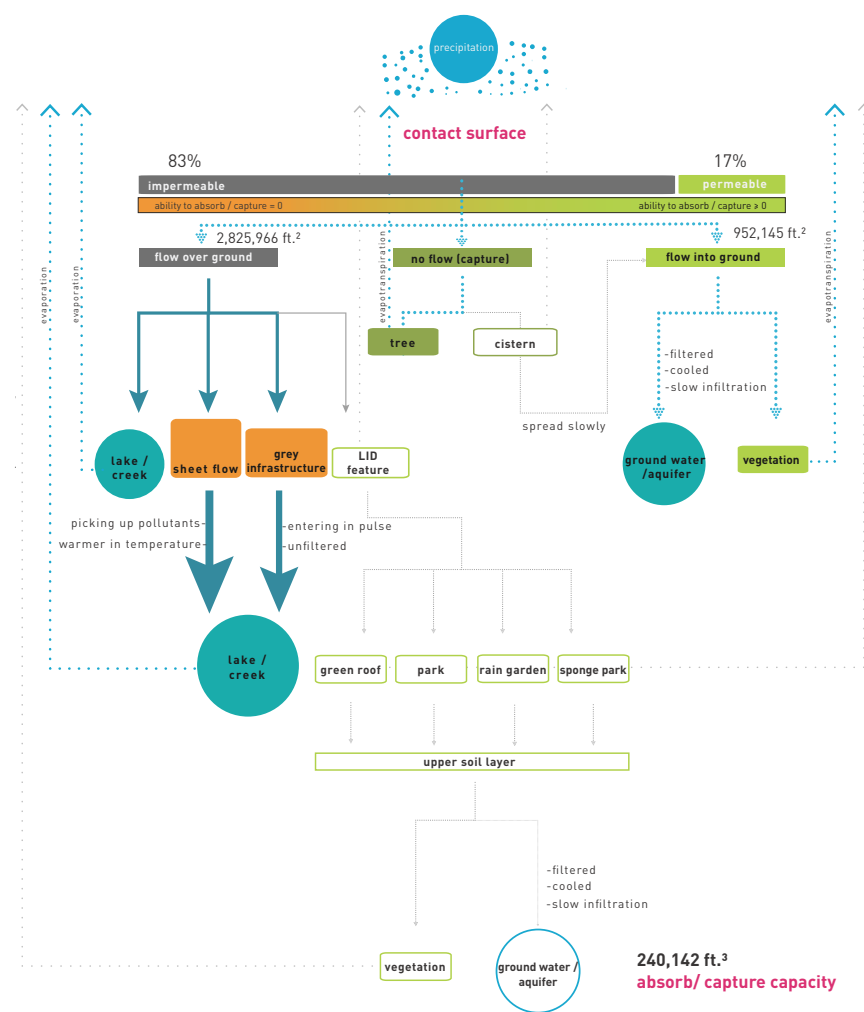 precipitation
contact surface
83%
17%
impermeable
permeable
ability to absorb / capture = 0
ability to absorb / capture ⩾ 0
2,825,966 ft.²
952,145 ft.²
flow over ground
no flow (capture)
flow into ground
evaporation
evaporation
evapotranspiration
evapotranspiration
tree
cistern
-filtered
-cooled
-slow infiltration
spread slowly
lake /
creek
sheet flow
grey
infrastructure
LID
feature
ground water
/aquifer
vegetation
picking up pollutants-
warmer in temperature-
-entering in pulse
-unfiltered
lake /
creek
green roof
park
rain garden
sponge park
upper soil layer
-filtered
-cooled
-slow infiltration
vegetation
ground water /
aquifer
240,142 ft.³
absorb/ capture capacity